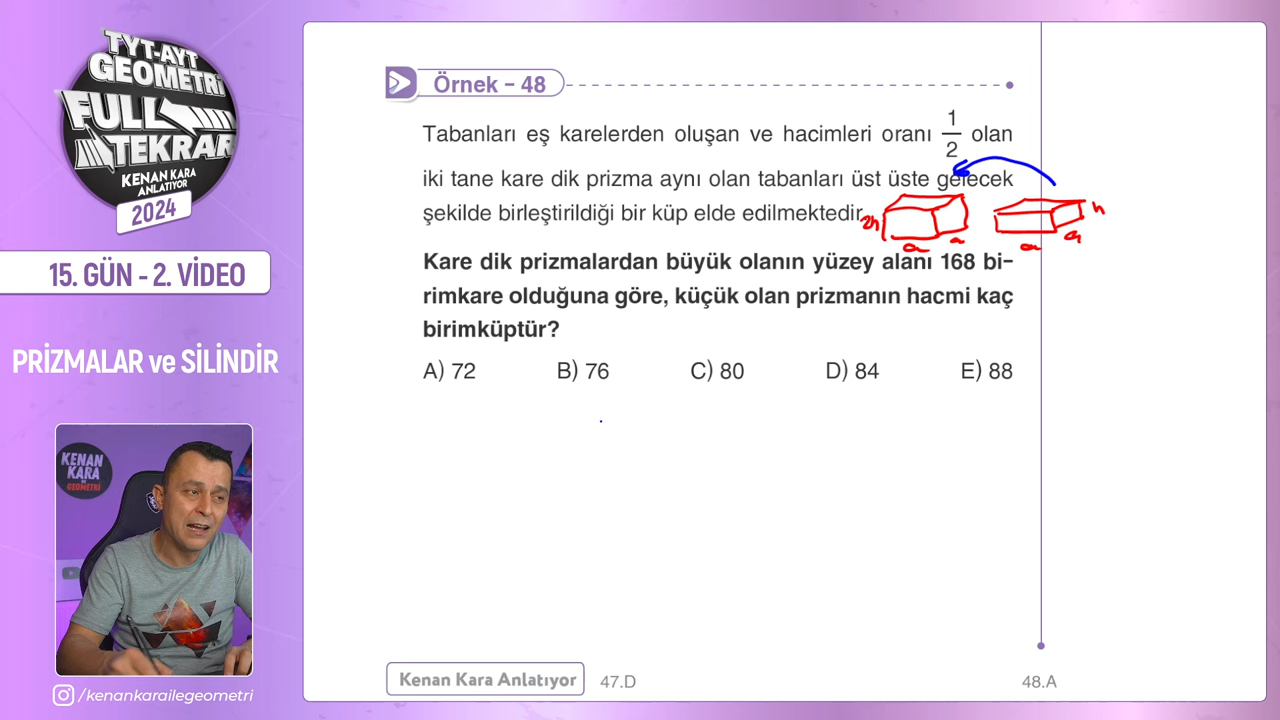 TYT-AYT
GEOMETRİ
FULL
TEKRAR
KENAN KARA
ANLATIYOR
2024
15. GÜN - 2. VİDEO
PRİZMALAR ve SİLİNDİR
KENAN
KARA
GEOMETRİ
/kenankarailegeometri
Örnek - 48
Tabanları eş karelerden oluşan ve hacimleri oranı 1/2 olan
iki tane kare dik prizma aynı olan tabanları üst üste gelecek
şekilde birleştirildiği bir küp elde edilmektedir.
2h
a
a
a
a
h
Kare dik prizmalardan büyük olanın yüzey alanı 168 bi-
rimkare olduğuna göre, küçük olan prizmanın hacmi kaç
birimküptür?
A) 72 B) 76 C) 80 D) 84 E) 88
Kenan Kara Anlatıyor 47.D 48.A